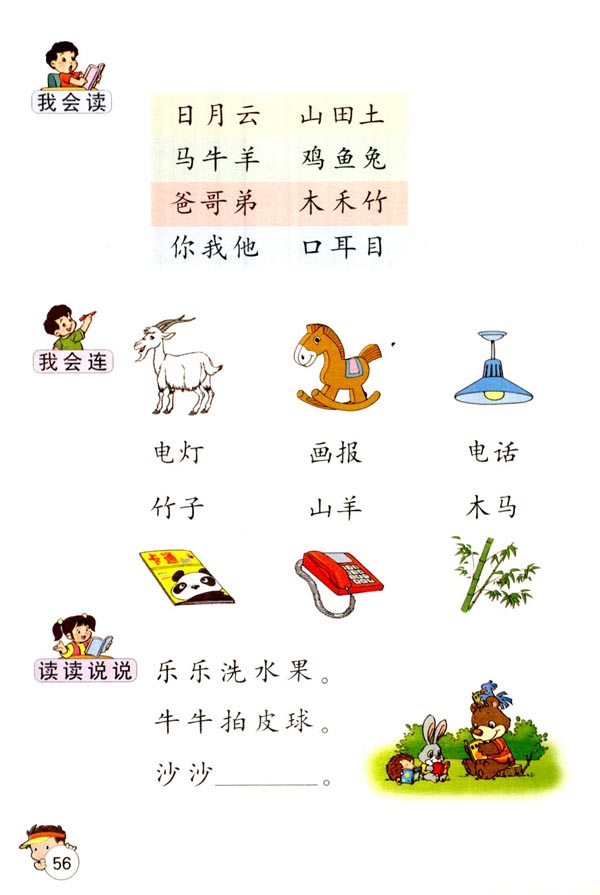 我会读
日月云 山田土
马牛羊 鸡鱼兔
爸哥弟 木禾竹
你我他 口耳目
我会连
电灯 画报 电话
竹子 山羊 木马
卡通
读读说说
乐乐洗水果。
牛牛拍皮球。
沙沙______。
56